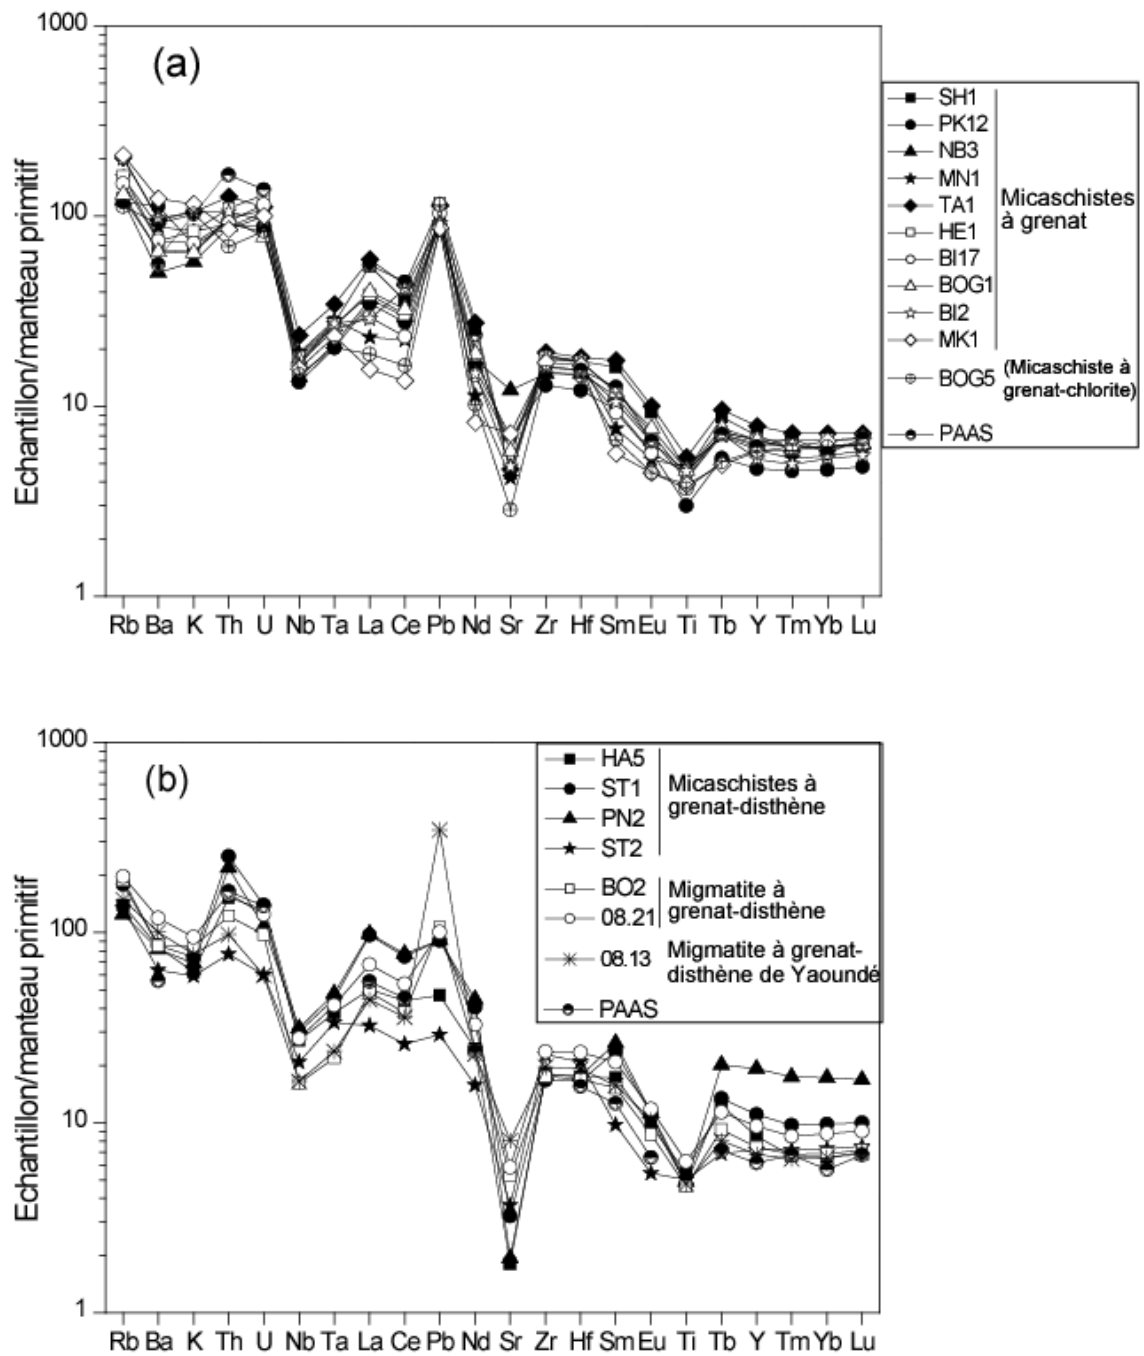 (a)
Echantillon/manteau primitif
1000
100
10
1
Rb Ba K Th U Nb Ta La Ce Pb Nd Sr Zr Hf Sm Eu Ti Tb Y Tm Yb Lu
SH1
PK12
NB3
MN1
TA1
HE1
BI17
BOG1
BI2
MK1
Micaschistes
à grenat
BOG5
(Micaschiste à
grenat-chlorite)
PAAS
(b)
Echantillon/manteau primitif
1000
100
10
1
Rb Ba K Th U Nb Ta La Ce Pb Nd Sr Zr Hf Sm Eu Ti Tb Y Tm Yb Lu
HA5
ST1
PN2
ST2
Micaschistes à
grenat-disthène
BO2
08.21
Migmatite à
grenat-disthène
08.13
Migmatite à grenat-
disthène de Yaoundé
PAAS